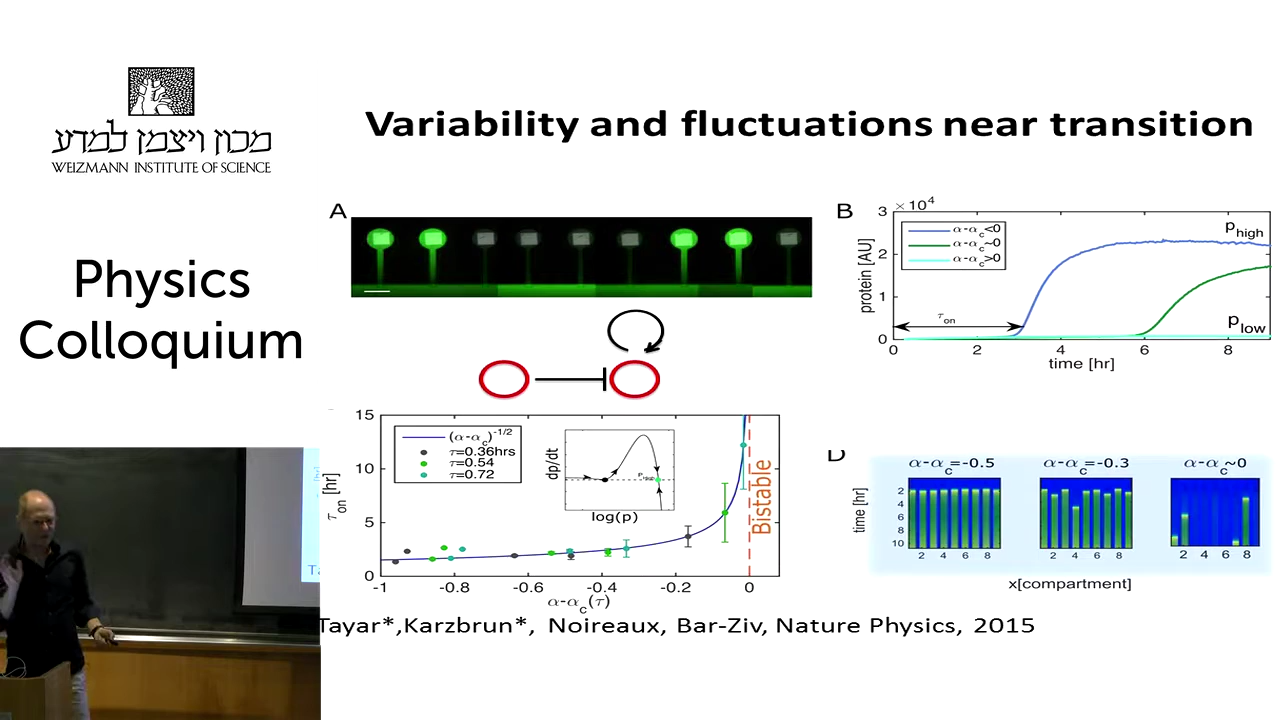 מכון ויצמן למדע
WEIZMANN INSTITUTE OF SCIENCE
Physics
Colloquium
Variability and fluctuations near transition
A
B
3 ×10⁴
2
1
0
protein [AU]
α-αc<0
α-αc~0
α-αc>0
τon
phigh
plow
0 2 4 6 8
time [hr]
15
10
5
0
τon [hr]
(α-αc)-1/2
τ=0.36hrs
τ=0.54
τ=0.72
dp/dt
log(p)
Bistable
-1 -0.8 -0.6 -0.4 -0.2 0
α-αc(τ)
D
α-αc=-0.5 α-αc=-0.3 α-αc~0
time [hr]
2
4
6
8
10
2 4 6 8 2 4 6 8 2 4 6 8
x[compartment]
Tayar*,Karzbrun*, Noireaux, Bar-Ziv, Nature Physics, 2015